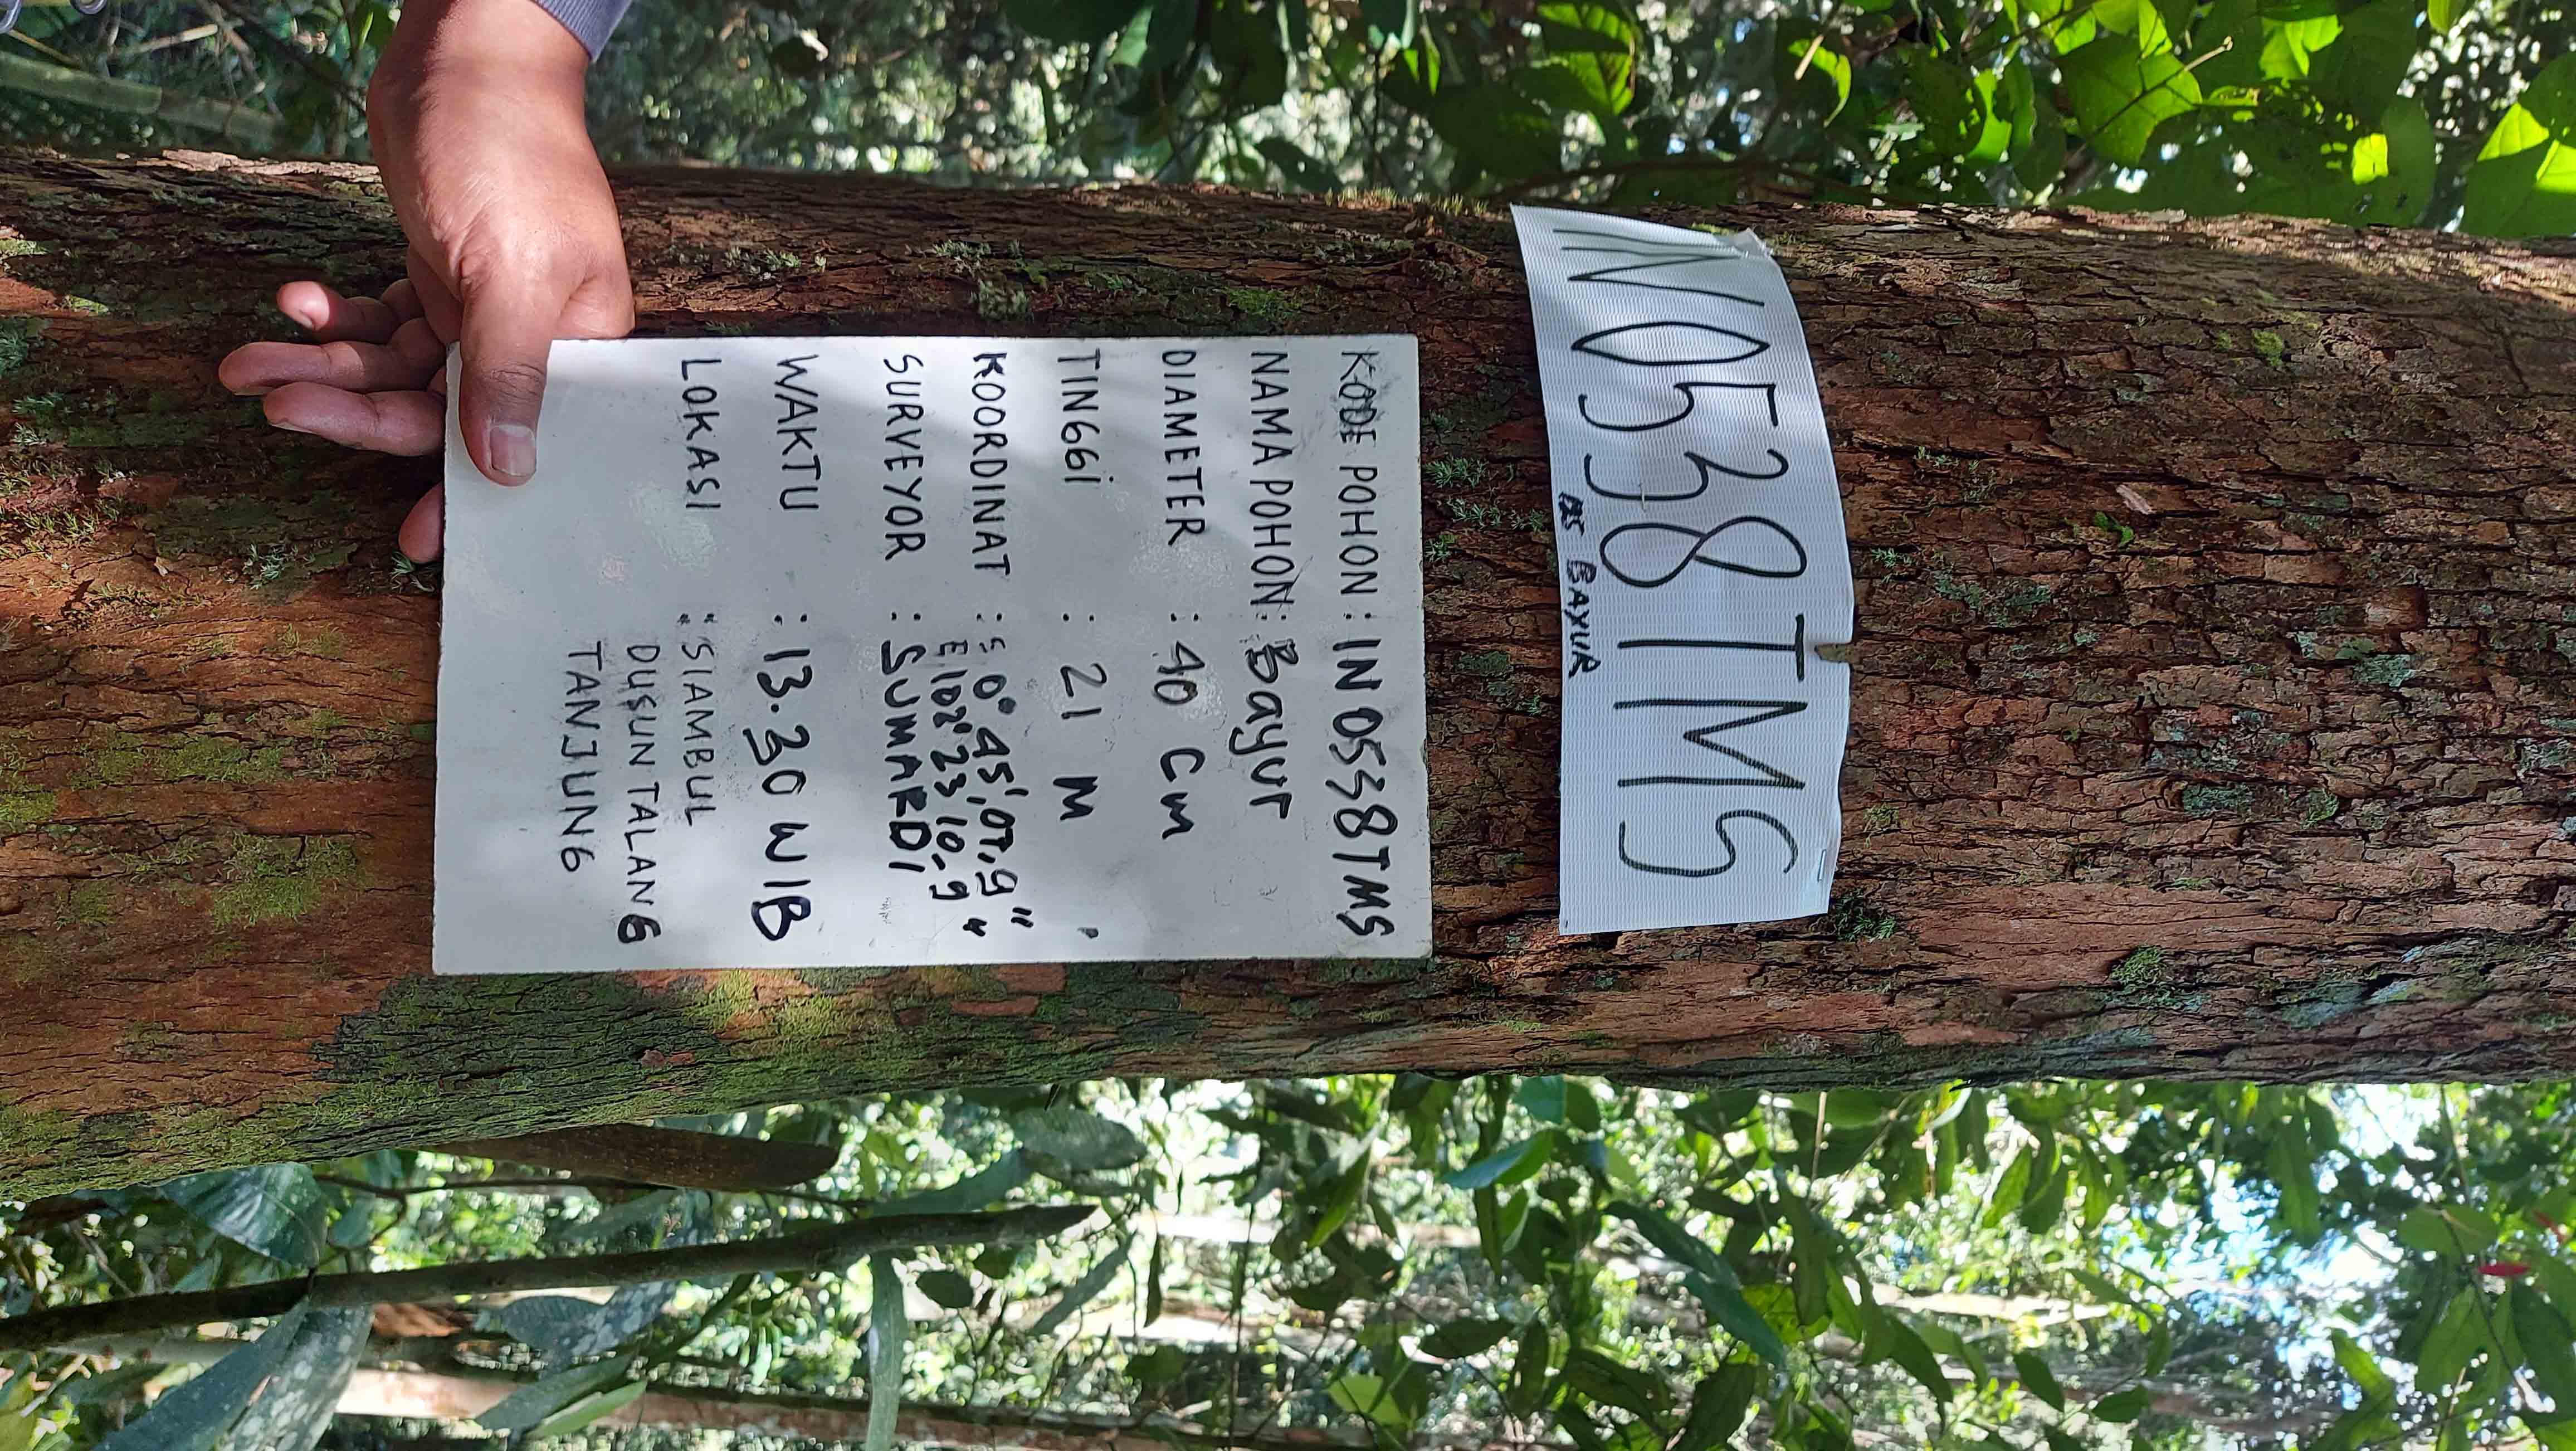 IN0538TMS
BAYUR
KODE POHON : IN0538TMS
NAMA POHON : Bayur
DIAMETER : 40 Cm
TINGGi : 21 M
KOORDINAT : S 0° 45', 07,9"
E 102° 23 10,9"
SURVEYOR : SUMARDI
WAKTU : 13.30 WIB
LOKASI : SIAMBUL
DUSUN TALANG
TANJUNG